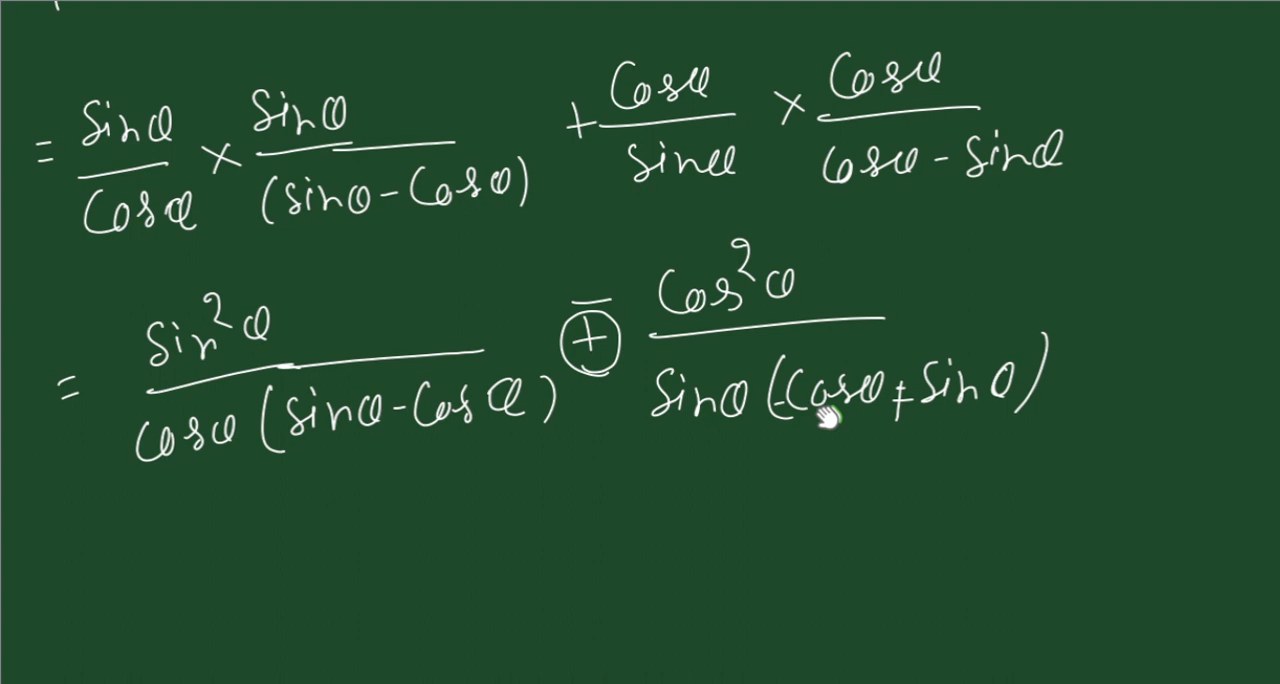 = Sinθ/Cosθ × Sinθ/(Sinθ - Cosθ) + Cosθ/Sinθ × Cosθ/Cosθ - Sinθ
= Sin²θ/Cosθ (Sinθ - Cosθ) ∓ Cos²θ/Sinθ (-Cosθ + Sinθ)